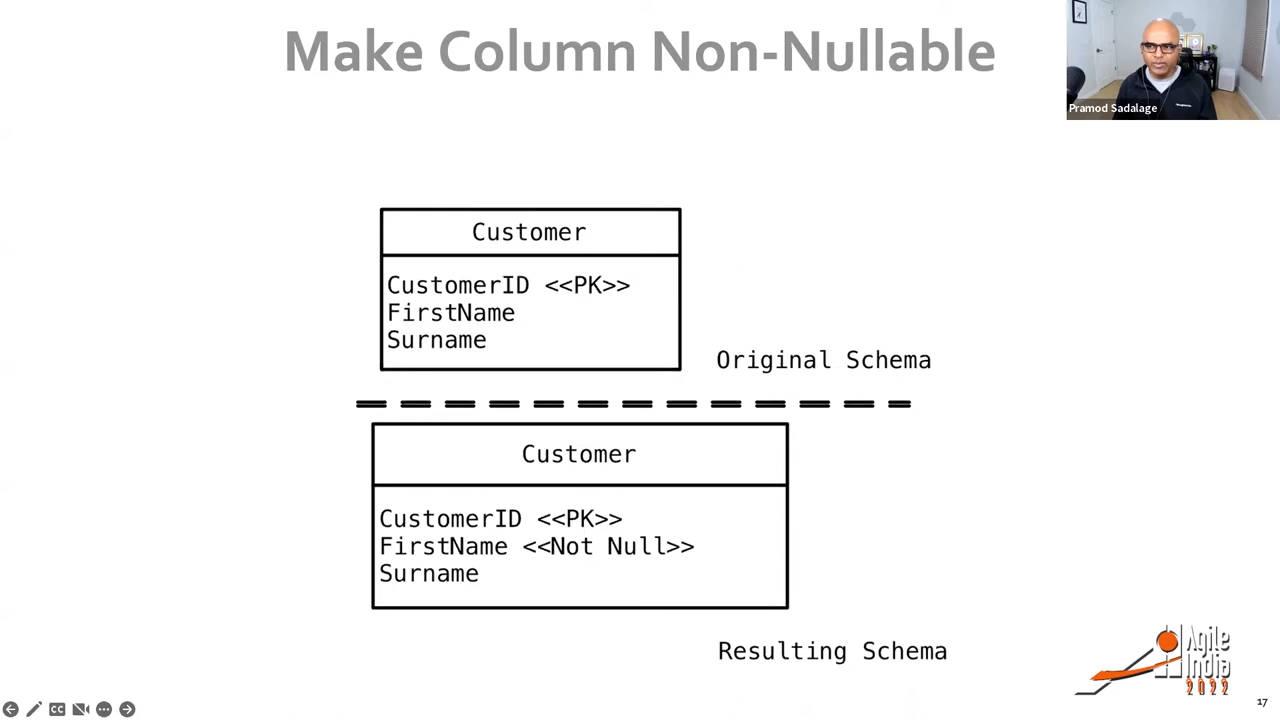 Make Column Non-Nullable
Pramod Sadalage
Customer
CustomerID <<PK>>
FirstName
Surname
Original Schema
Customer
CustomerID <<PK>>
FirstName <<Not Null>>
Surname
Resulting Schema
Agile
India
2022
17
CC